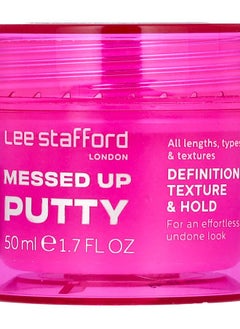 Lee Stafford
LONDON
MESSED UP
PUTTY
50 ml ℮ 1.7 FL OZ
All lengths, types
& textures
DEFINITION
TEXTURE
& HOLD
For an effortless
undone look